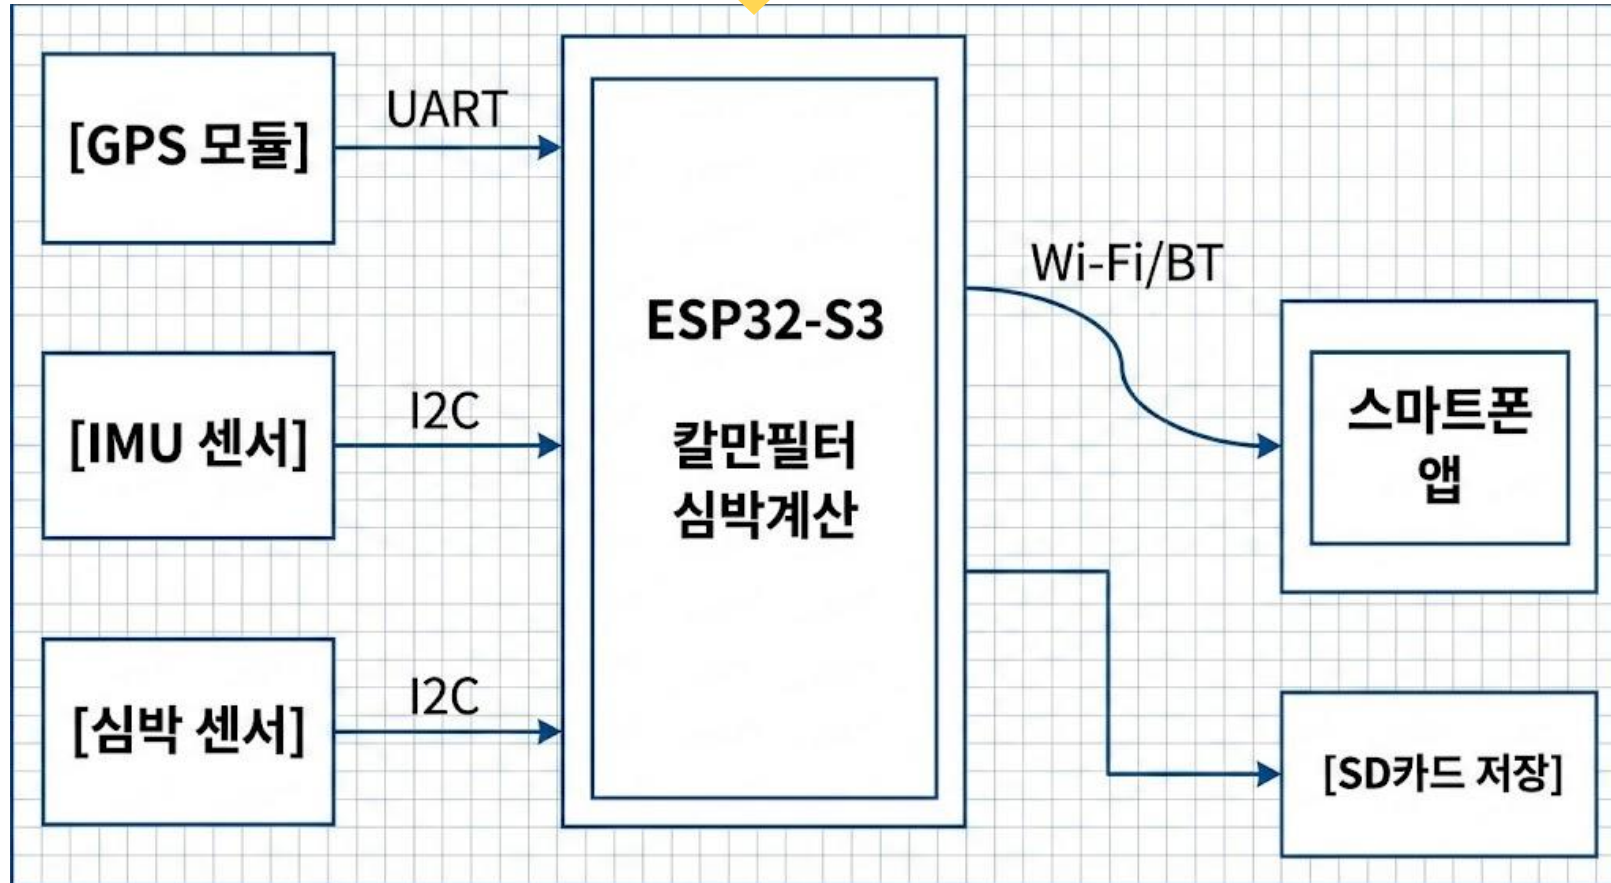 [GPS 모듈]
UART
[IMU 센서]
I2C
[심박 센서]
I2C
ESP32-S3
칼만필터
심박계산
Wi-Fi/BT
스마트폰
앱
[SD카드 저장]